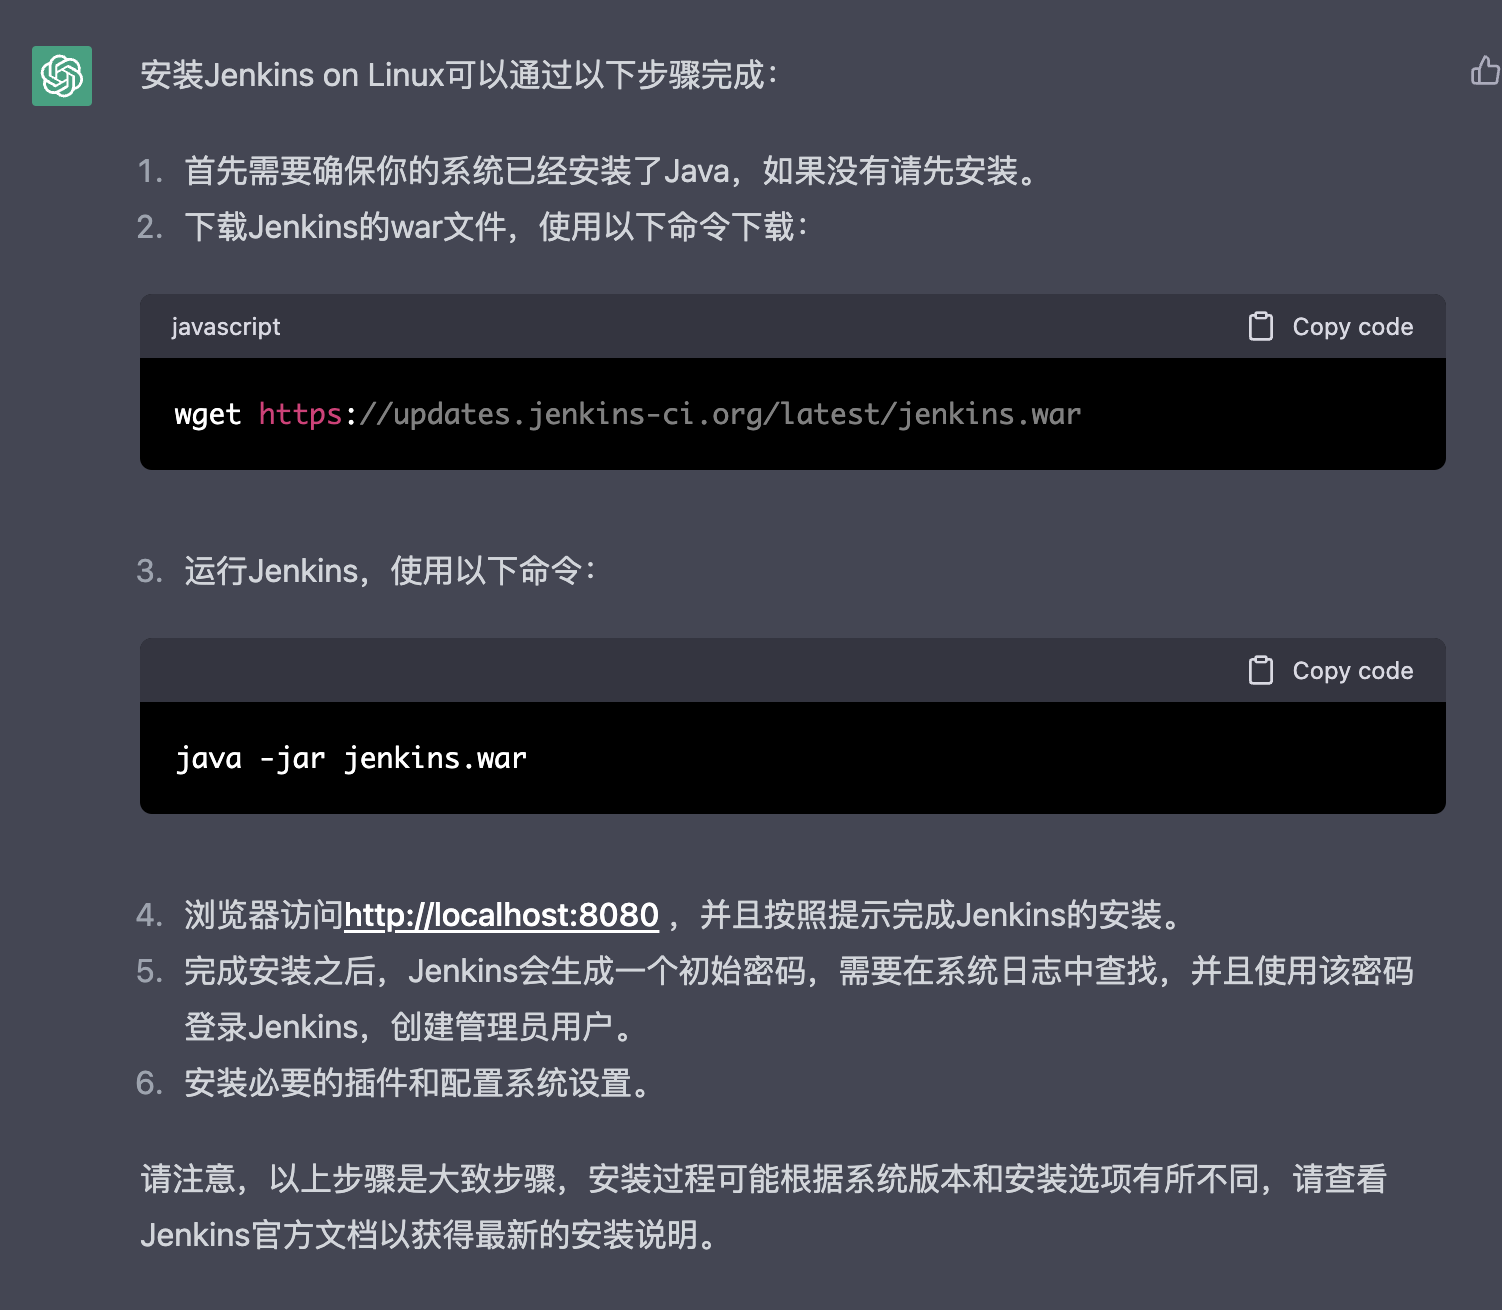 安装Jenkins on Linux可以通过以下步骤完成：
1. 首先需要确保你的系统已经安装了Java，如果没有请先安装。
2. 下载Jenkins的war文件，使用以下命令下载：
javascript Copy code
wget https://updates.jenkins-ci.org/latest/jenkins.war
3. 运行Jenkins，使用以下命令：
Copy code
java -jar jenkins.war
4. 浏览器访问http://localhost:8080 ，并且按照提示完成Jenkins的安装。
5. 完成安装之后，Jenkins会生成一个初始密码，需要在系统日志中查找，并且使用该密码
登录Jenkins，创建管理员用户。
6. 安装必要的插件和配置系统设置。
请注意，以上步骤是大致步骤，安装过程可能根据系统版本和安装选项有所不同，请查看
Jenkins官方文档以获得最新的安装说明。